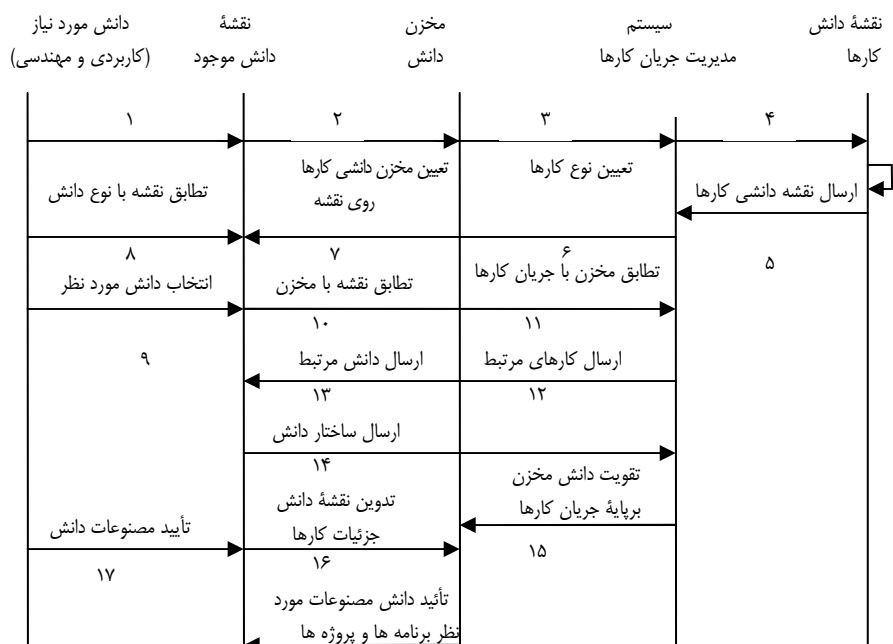 دانش مورد نیاز
(کاربردی و مهندسی)
نقشهٔ
دانش موجود
مخزن
دانش
سیستم
مدیریت جریان کارها
نقشهٔ دانش
کارها
۱
۲
۳
۴
تطابق نقشه با نوع دانش
تعیین مخزن دانشی کارها
روی نقشه
تعیین نوع کارها
ارسال نقشه دانشی کارها
۸
۷
۶
۵
انتخاب دانش مورد نظر
تطابق نقشه با مخزن
تطابق مخزن با جریان کارها
۱۰
۱۱
۹
ارسال دانش مرتبط
ارسال کارهای مرتبط
۱۳
۱۲
ارسال ساختار دانش
۱۴
تقویت دانش مخزن
برپایهٔ جریان کارها
تدوین نقشهٔ دانش
جزئیات کارها
تأیید مصنوعات دانش
۱۵
۱۶
۱۷
تأئید دانش مصنوعات مورد
نظر برنامه ها و پروژه ها